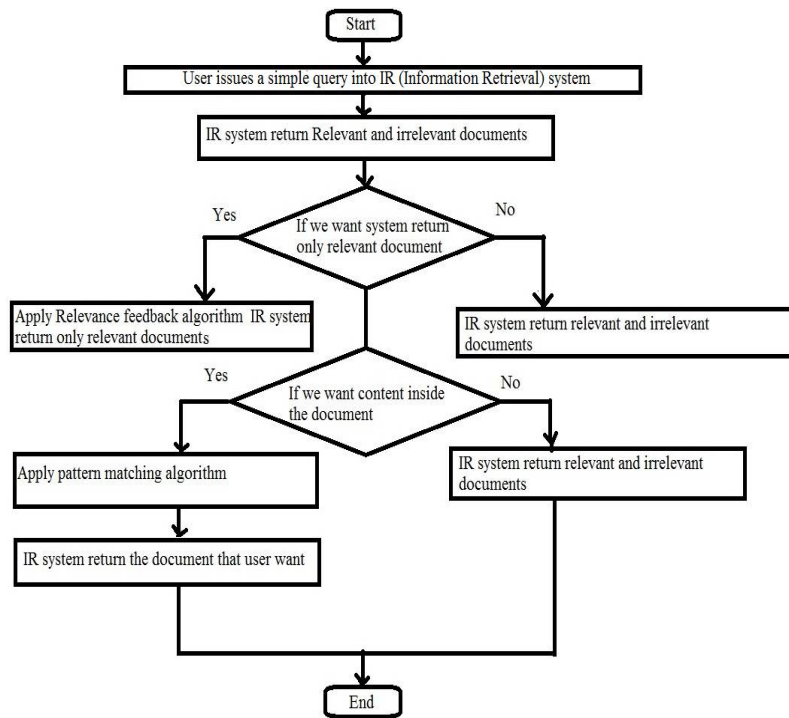 Start
User issues a simple query into IR (Information Retrieval) system
IR system return Relevant and irrelevant documents
Yes
If we want system return
only relevant document
No
Apply Relevance feedback algorithm IR system
return only relevant documents
IR system return relevant and irrelevant
documents
Yes
If we want content inside
the document
No
Apply pattern matching algorithm
IR system return relevant and irrelevant
documents
IR system return the document that user want
End